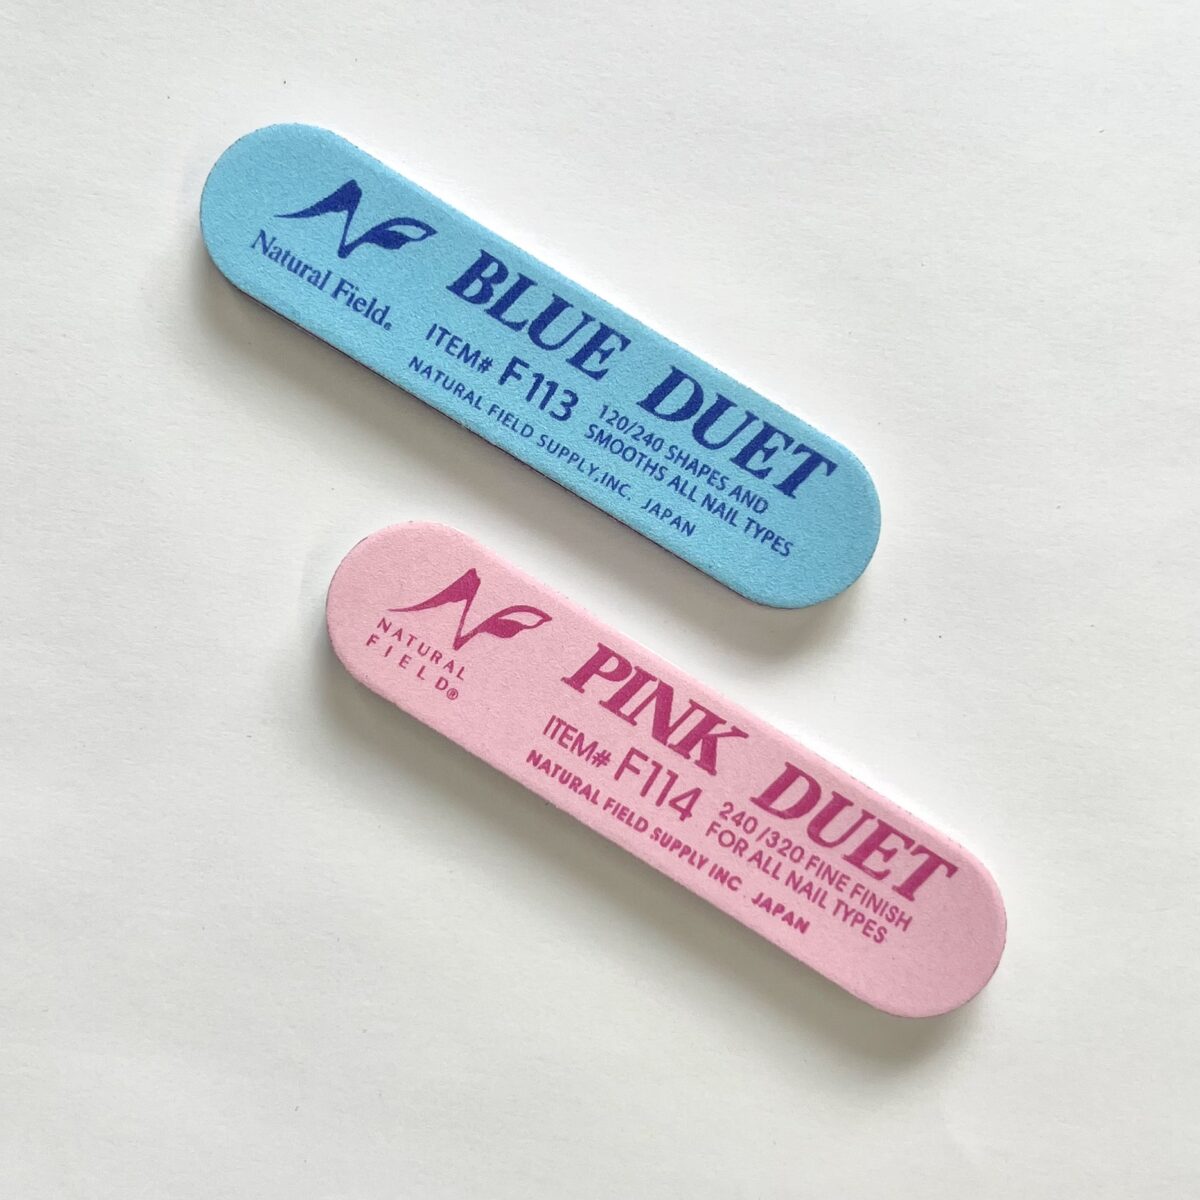 Natural Field®
BLUE DUET
ITEM# F113
120/240 SHAPES AND
SMOOTHS ALL NAIL TYPES
NATURAL FIELD SUPPLY,INC. JAPAN
NATURAL
FIELD®
PINK DUET
ITEM# F114
240/320 FINE FINISH
FOR ALL NAIL TYPES
NATURAL FIELD SUPPLY INC. JAPAN